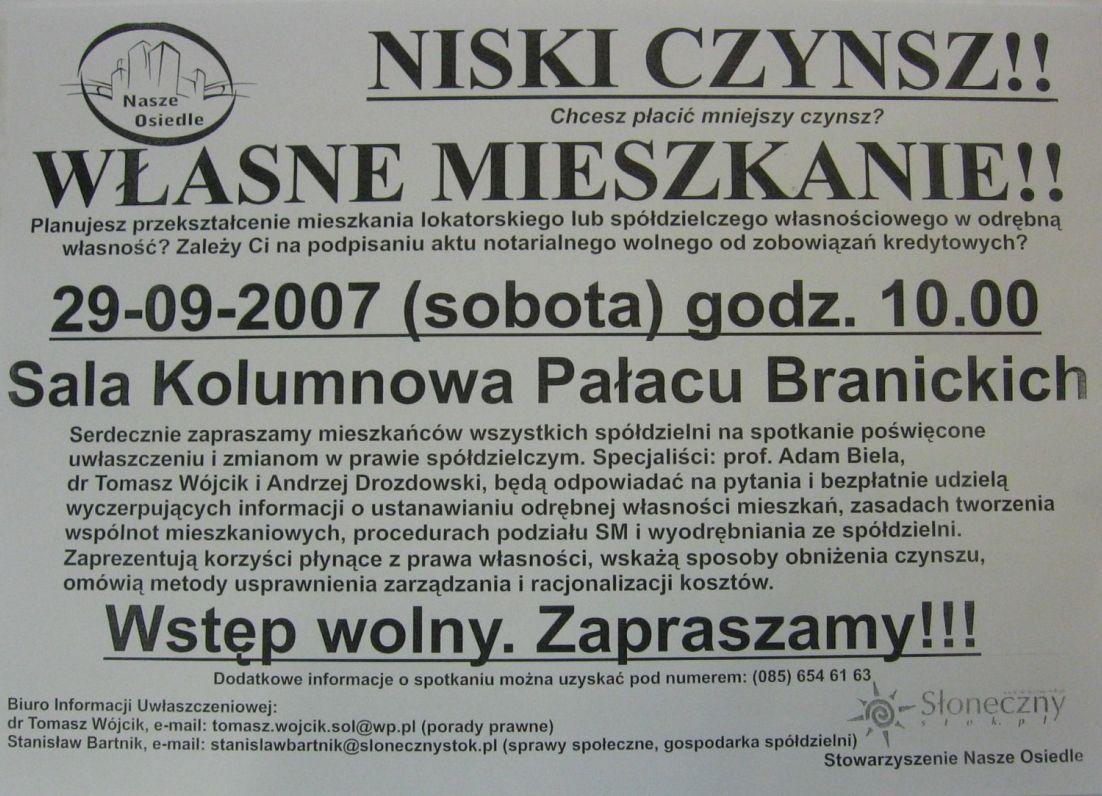 Nasze
Osiedle
NISKI CZYNSZ!!
Chcesz płacić mniejszy czynsz?
WŁASNE MIESZKANIE!!
Planujesz przekształcenie mieszkania lokatorskiego lub spółdzielczego własnościowego w odrębną
własność? Zależy Ci na podpisaniu aktu notarialnego wolnego od zobowiązań kredytowych?
29-09-2007 (sobota) godz. 10.00
Sala Kolumnowa Pałacu Branickich
Serdecznie zapraszamy mieszkańców wszystkich spółdzielni na spotkanie poświęcone
uwłaszczeniu i zmianom w prawie spółdzielczym. Specjaliści: prof. Adam Biela,
dr Tomasz Wójcik i Andrzej Drozdowski, będą odpowiadać na pytania i bezpłatnie udzielą
wyczerpujących informacji o ustanawianiu odrębnej własności mieszkań, zasadach tworzenia
wspólnot mieszkaniowych, procedurach podziału SM i wyodrębniania ze spółdzielni.
Zaprezentują korzyści płynące z prawa własności, wskażą sposoby obniżenia czynszu,
omówią metody usprawnienia zarządzania i racjonalizacji kosztów.
Wstęp wolny. Zapraszamy!!!
Dodatkowe informacje o spotkaniu można uzyskać pod numerem: (085) 654 61 63
Biuro Informacji Uwłaszczeniowej:
dr Tomasz Wójcik, e-mail: tomasz.wojcik.sol@wp.pl (porady prawne)
Stanisław Bartnik, e-mail: stanislawbartnik@slonecznystok.pl (sprawy społeczne, gospodarka spółdzielni)
Słoneczny
stok.pl
Stowarzyszenie Nasze Osiedle